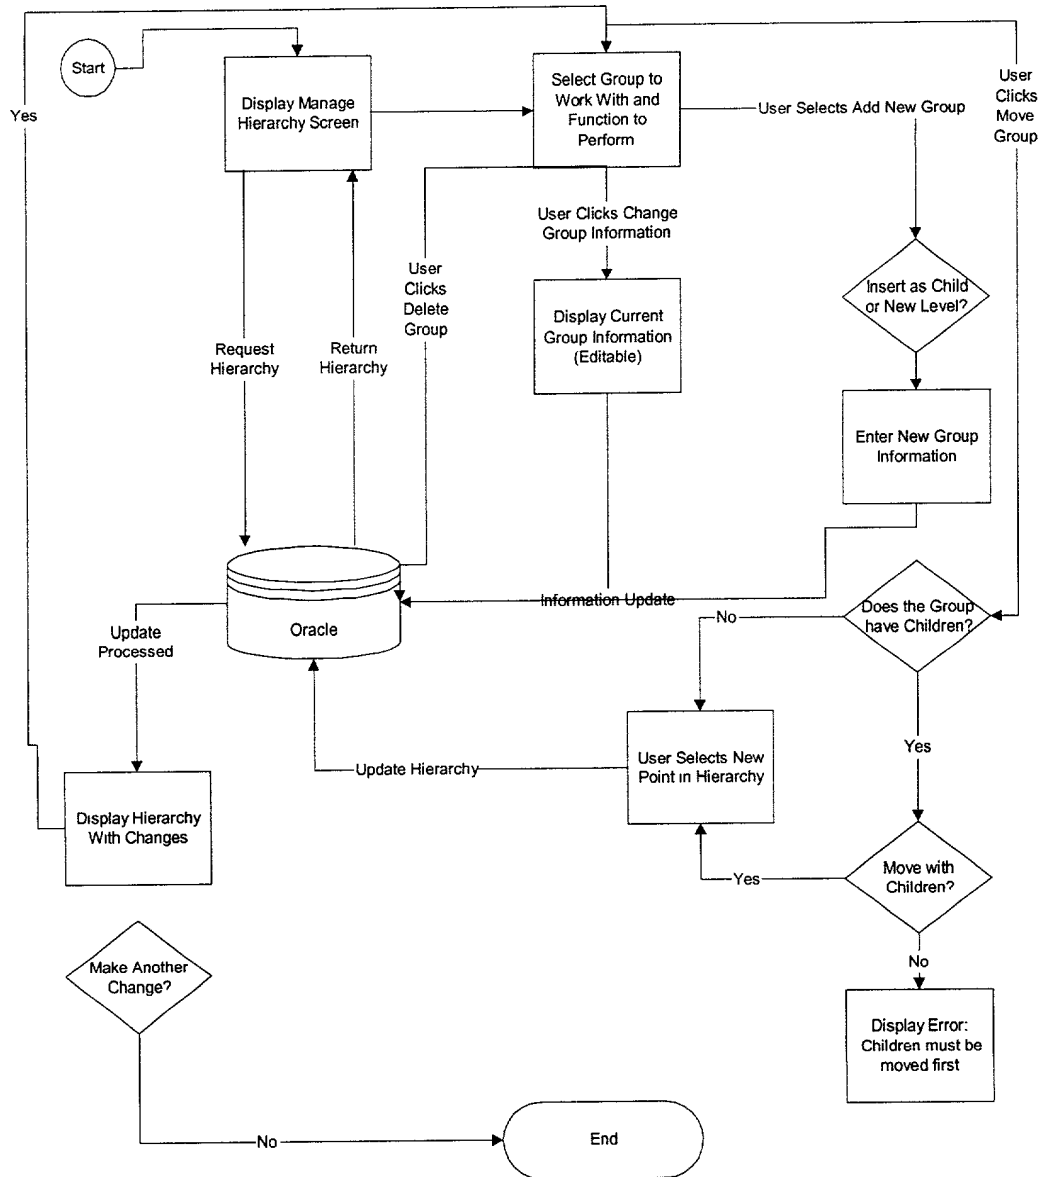 Start
Display Manage
Hierarchy Screen
Select Group to
Work With and
Function to
Perform
User Selects Add New Group
User
Clicks
Move
Group
Yes
User Clicks Change
Group Information
User
Clicks
Delete
Group
Insert as Child
or New Level?
Display Current
Group Information
(Editable)
Request
Hierarchy
Return
Hierarchy
Enter New Group
Information
Information Update
Oracle
Does the Group
have Children?
No
Update
Processed
Yes
User Selects New
Point in Hierarchy
Update Hierarchy
Display Hierarchy
With Changes
Move with
Children?
Yes
No
Make Another
Change?
Display Error:
Children must be
moved first
No
End